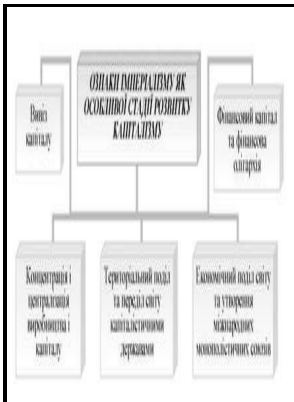 ОЗНАКИ ІМПЕРІАЛІЗМУ ЯК
ОСОБЛИВОЇ СТАДІЇ РОЗВИТКУ
КАПІТАЛІЗМУ
Вивіз
капіталу
Фінансовий капітал
та фінансова
олігархія
Концентрація і
централізація
виробництва і
капіталу
Територіальний поділ
та переділ світу
капіталістичними
державами
Економічний поділ світу
та утворення
міжнародних
монополістичних союзів